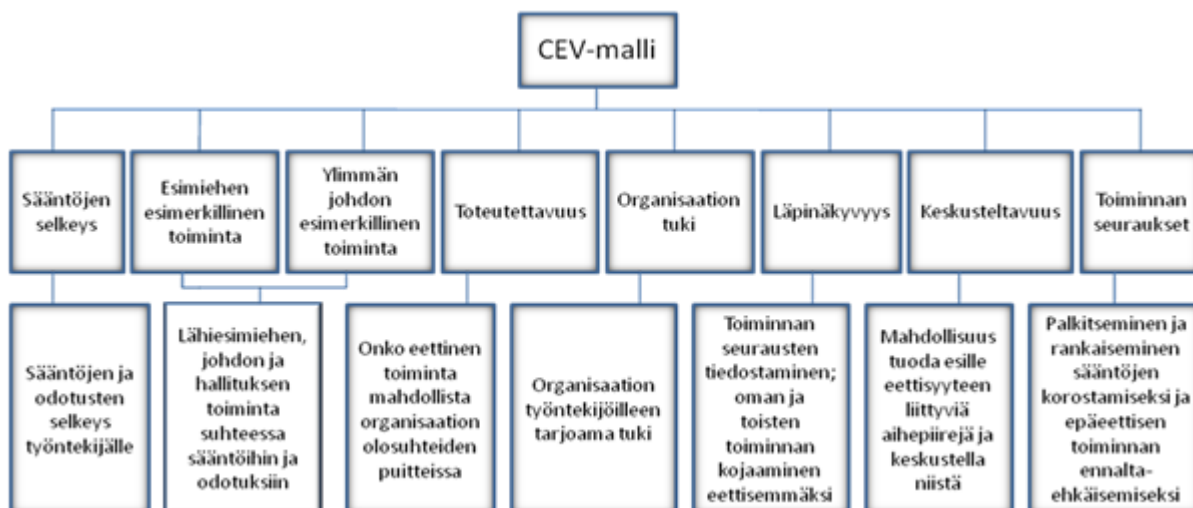 CEV-malli
Sääntöjen
selkeys
Esimiehen
esimerkillinen
toiminta
Ylimmän
johdon
esimerkillinen
toiminta
Toteutettavuus
Organisaation
tuki
Läpinäkyvyys
Keskusteltavuus
Toiminnan
seuraukset
Sääntöjen ja
odotusten
selkeys
työntekijälle
Lähiesimiehen,
johdon ja
hallituksen
toiminta
suhteessa
sääntöihin ja
odotuksiin
Onko eettinen
toiminta
mahdollista
organisaation
olosuhteiden
puitteissa
Organisaation
työntekijöilleen
tarjoama tuki
Toiminnan
seurausten
tiedostaminen;
oman ja
toisten
toiminnan
kojaaminen
eettisemmäksi
Mahdollisuus
tuoda esille
eettisyyteen
liittyviä
aihepiirejä ja
keskustella
niistä
Palkitseminen ja
rankaiseminen
sääntöjen
korostamiseksi ja
epäeettisen
toiminnan
ennalta-
ehkäisemiseksi